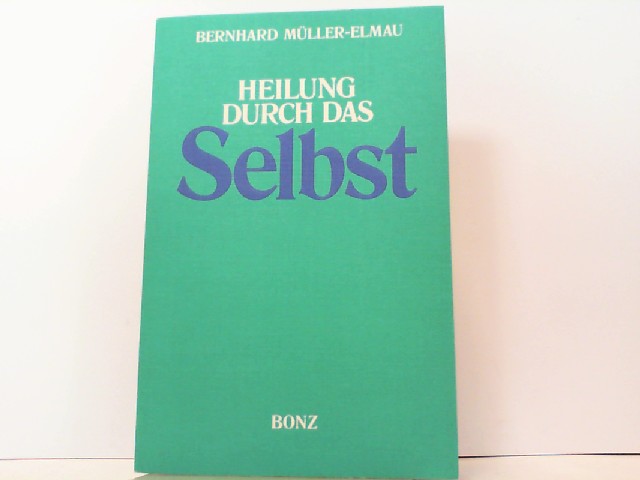 BERNHARD MÜLLER-ELMAU
HEILUNG
DURCH DAS
Selbst
BONZ